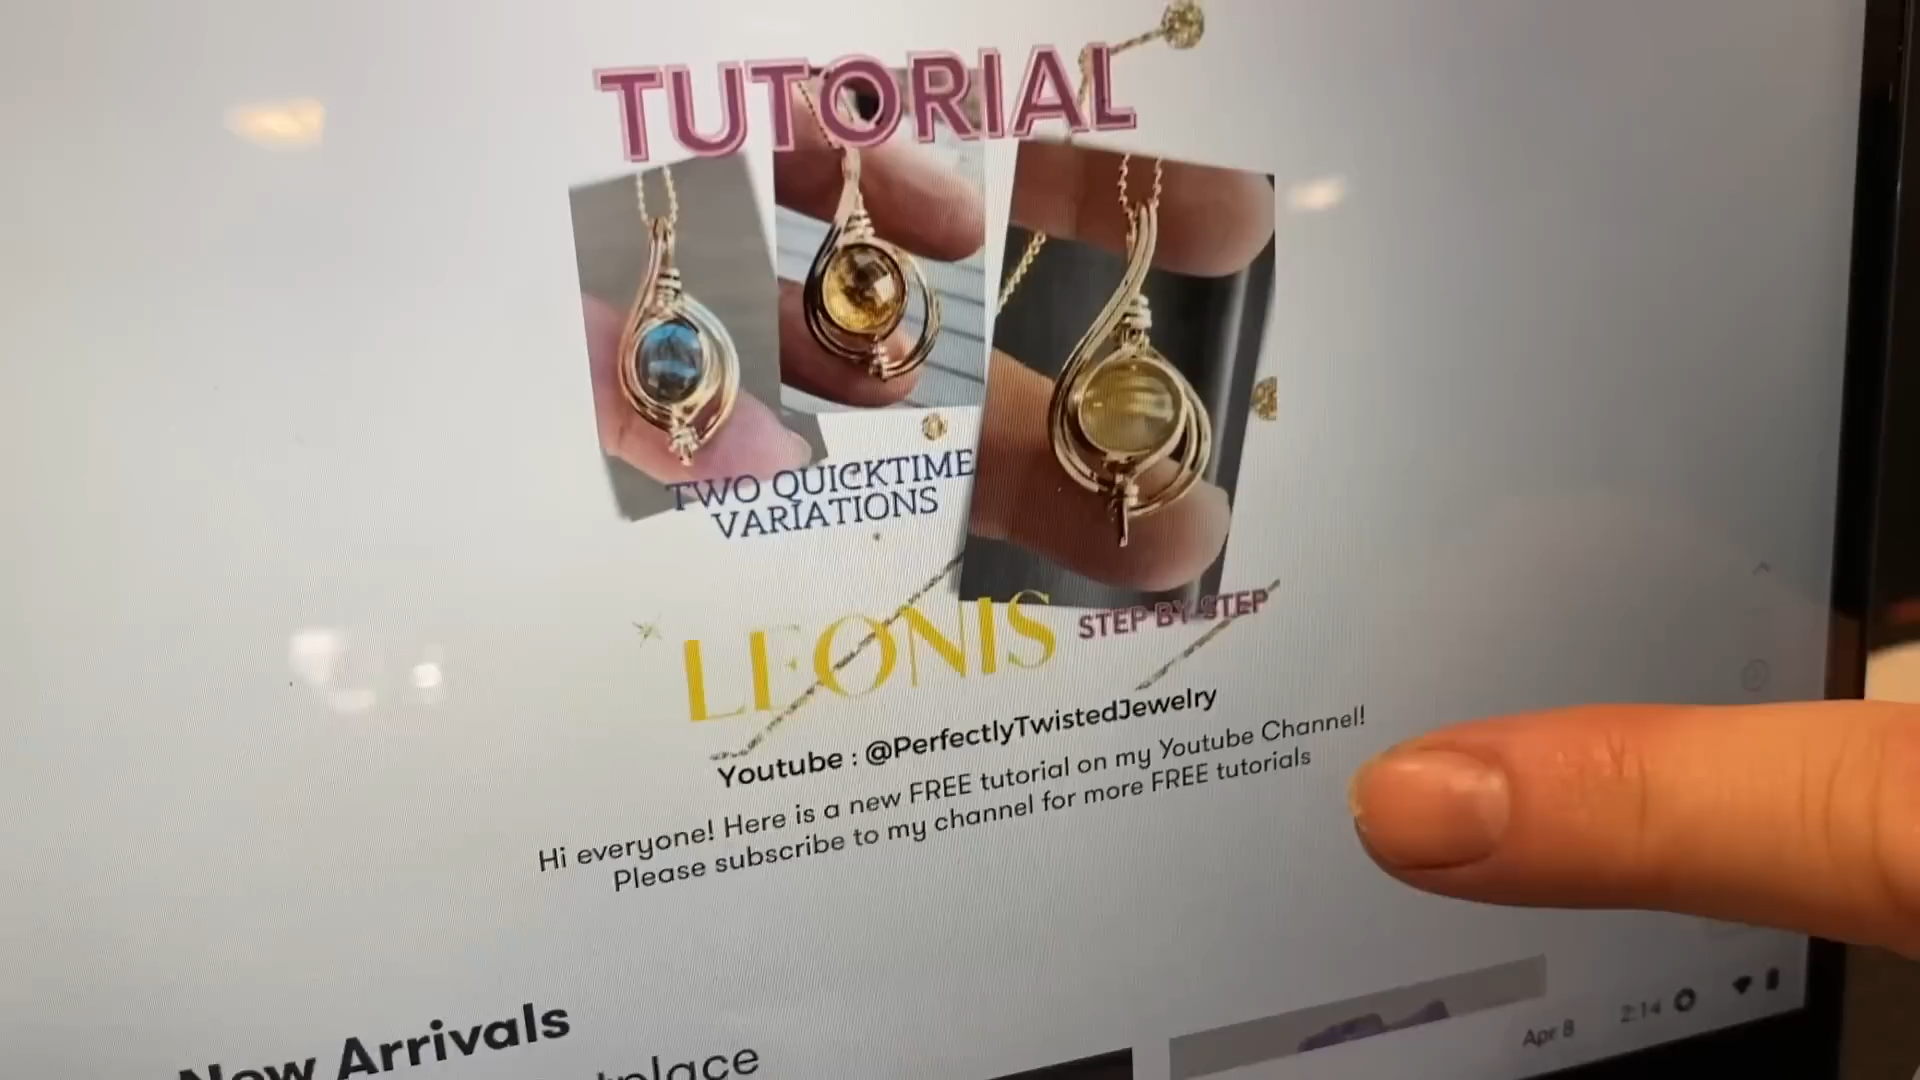 TUTORIAL
TWO QUICKTIME
VARIATIONS
LEONIS
STEP BY STEP
Youtube : @PerfectlyTwistedJewelry
Hi everyone! Here is a new FREE tutorial on my Youtube Channel!
Please subscribe to my channel for more FREE tutorials
New Arrivals
Apr 8
2:14